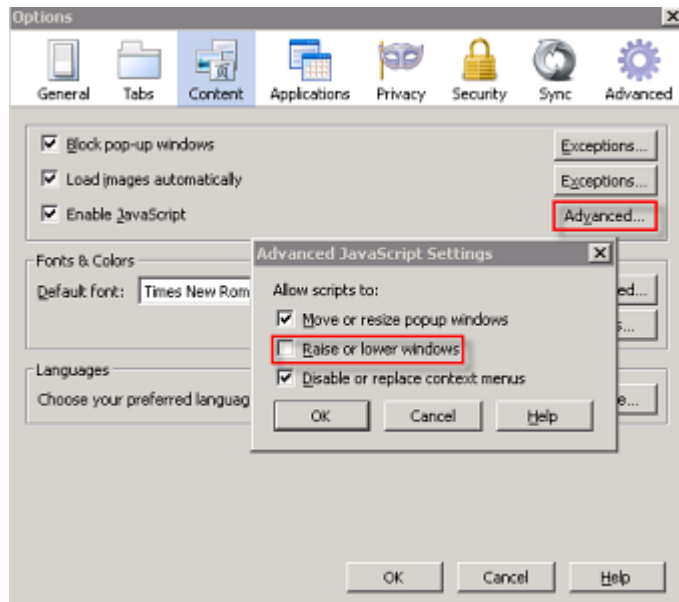 Options
General Tabs Content Applications Privacy Security Sync Advanced
Block pop-up windows Exceptions...
Load images automatically Exceptions...
Enable JavaScript Advanced...
Advanced JavaScript Settings
Fonts & Colors
Default font: Times New Rom
Allow scripts to:
ed...
Move or resize popup windows
s...
Raise or lower windows
Languages
Disable or replace context menus
Choose your preferred languag
e...
OK Cancel Help
OK Cancel Help